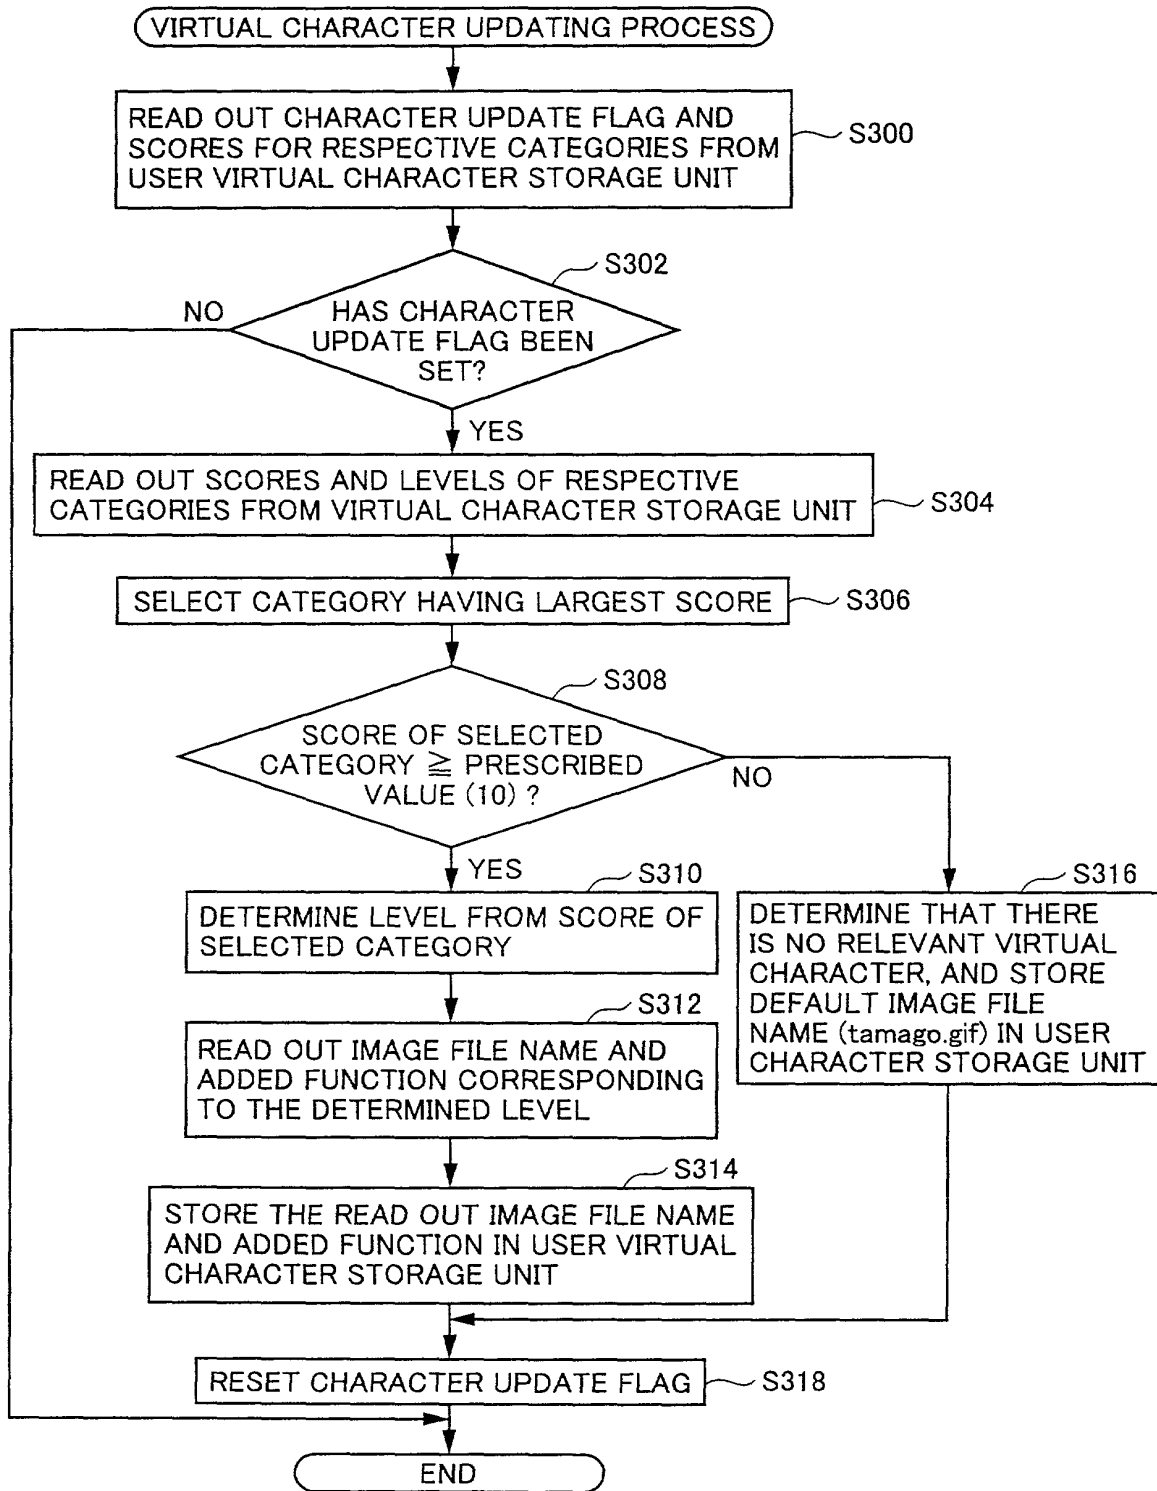 VIRTUAL CHARACTER UPDATING PROCESS
READ OUT CHARACTER UPDATE FLAG AND
SCORES FOR RESPECTIVE CATEGORIES FROM
USER VIRTUAL CHARACTER STORAGE UNIT
S300
S302
HAS CHARACTER
UPDATE FLAG BEEN
SET?
NO
YES
READ OUT SCORES AND LEVELS OF RESPECTIVE
CATEGORIES FROM VIRTUAL CHARACTER STORAGE UNIT
S304
SELECT CATEGORY HAVING LARGEST SCORE
S306
S308
SCORE OF SELECTED
CATEGORY ≧ PRESCRIBED
VALUE (10) ?
NO
YES
S310
DETERMINE LEVEL FROM SCORE OF
SELECTED CATEGORY
S312
READ OUT IMAGE FILE NAME AND
ADDED FUNCTION CORRESPONDING
TO THE DETERMINED LEVEL
S314
STORE THE READ OUT IMAGE FILE NAME
AND ADDED FUNCTION IN USER VIRTUAL
CHARACTER STORAGE UNIT
S316
DETERMINE THAT THERE
IS NO RELEVANT VIRTUAL
CHARACTER, AND STORE
DEFAULT IMAGE FILE
NAME (tamago.gif) IN USER
CHARACTER STORAGE UNIT
RESET CHARACTER UPDATE FLAG
S318
END